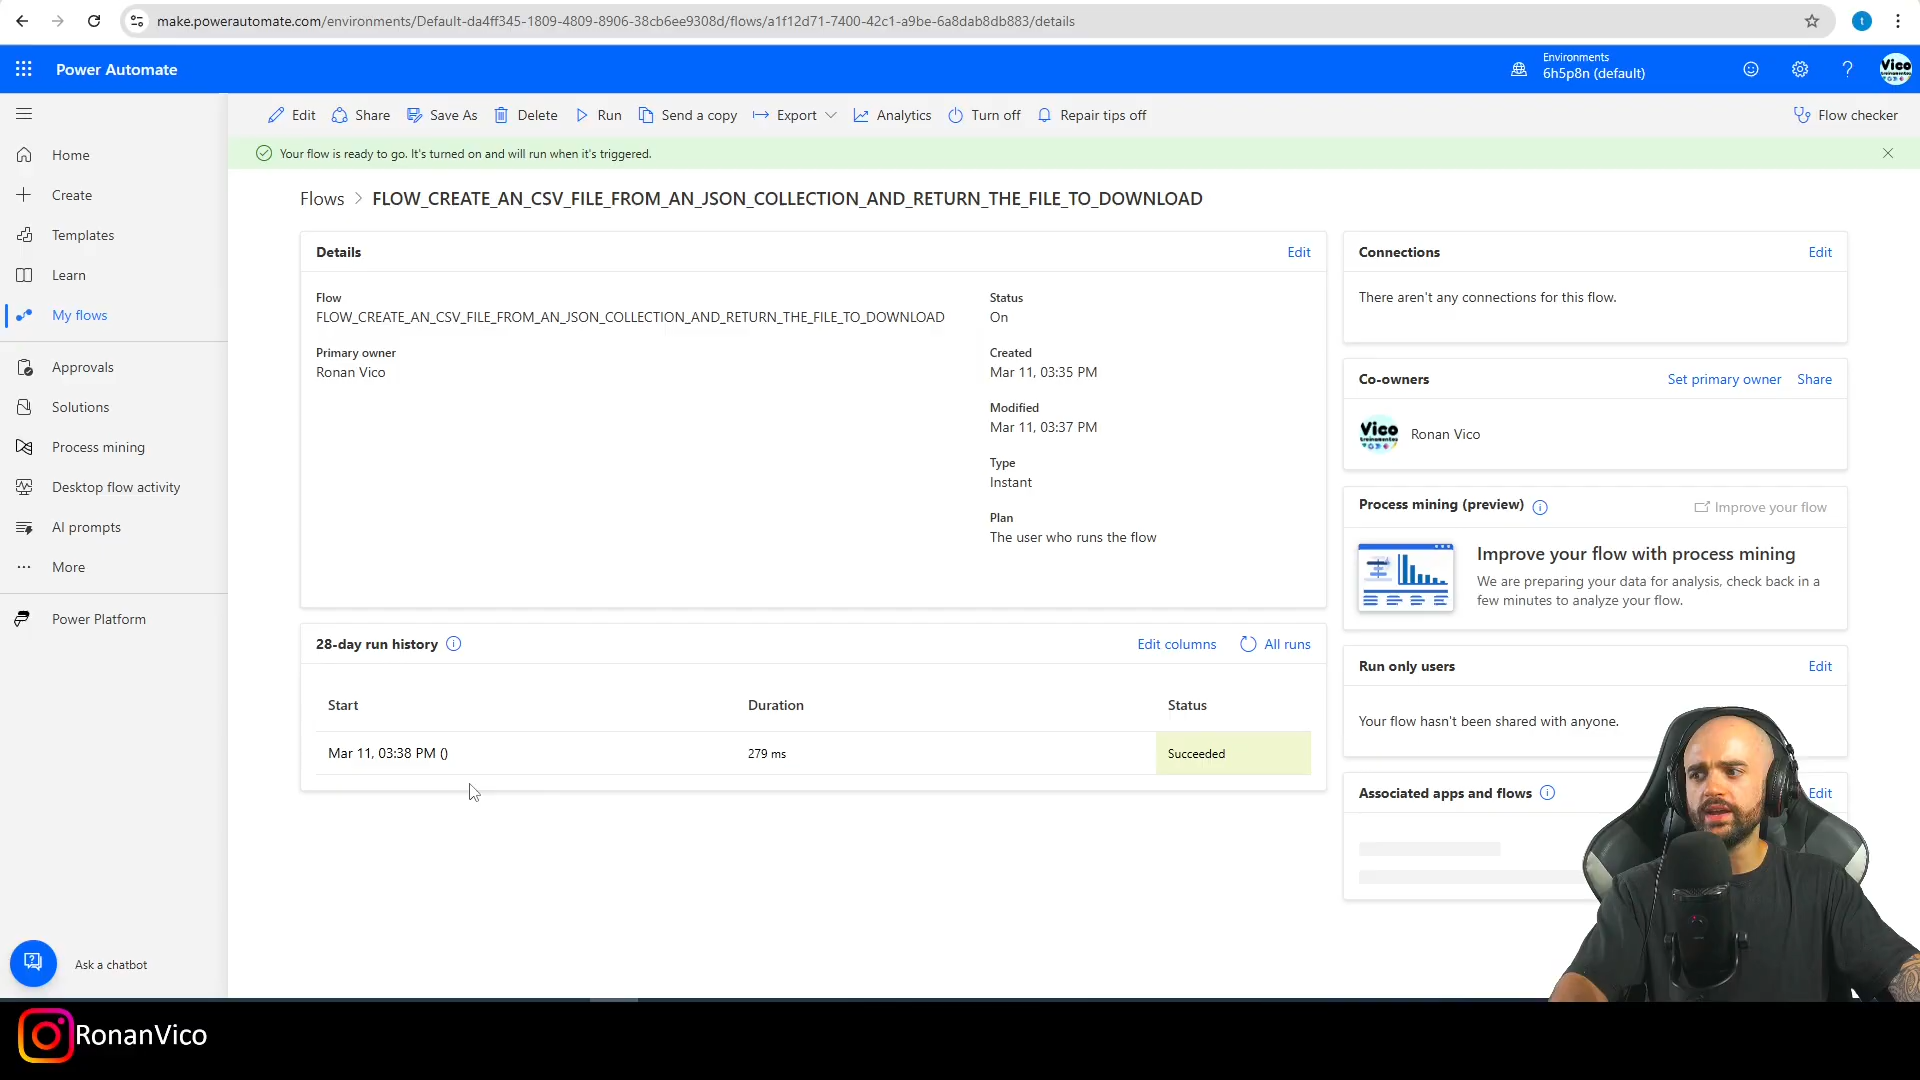 make.powerautomate.com/environments/Default-da4ff345-1809-4809-8906-38cb6ee9308d/flows/a1f12d71-7400-42c1-a9be-6a8dab8db883/details
t
Power Automate
Environments
6h5p8n (default)
Vico
Edit
Share
Save As
Delete
Run
Send a copy
Export
Analytics
Turn off
Repair tips off
Flow checker
Your flow is ready to go. It's turned on and will run when it's triggered.
Home
Create
Templates
Learn
My flows
Approvals
Solutions
Process mining
Desktop flow activity
AI prompts
More
Power Platform
Ask a chatbot
Flows > FLOW_CREATE_AN_CSV_FILE_FROM_AN_JSON_COLLECTION_AND_RETURN_THE_FILE_TO_DOWNLOAD
Details
Edit
Flow
FLOW_CREATE_AN_CSV_FILE_FROM_AN_JSON_COLLECTION_AND_RETURN_THE_FILE_TO_DOWNLOAD
Primary owner
Ronan Vico
Status
On
Created
Mar 11, 03:35 PM
Modified
Mar 11, 03:37 PM
Type
Instant
Plan
The user who runs the flow
28-day run history
Edit columns
All runs
Start
Duration
Status
Mar 11, 03:38 PM ()
279 ms
Succeeded
Connections
Edit
There aren't any connections for this flow.
Co-owners
Set primary owner
Share
Vico
treinamentos
Ronan Vico
Process mining (preview)
Improve your flow
Improve your flow with process mining
We are preparing your data for analysis, check back in a
few minutes to analyze your flow.
Run only users
Edit
Your flow hasn't been shared with anyone.
Associated apps and flows
Edit
RonanVico